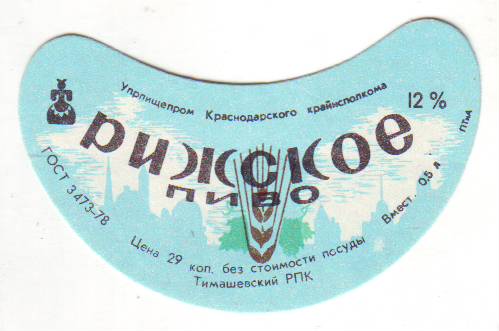 Упрпищепром Краснодарского крайисполкома
12 %
рижское
пиво
ГОСТ 3473-78
Цена 29 коп. без стоимости посуды
Вмест. 0,5 л
Тимашевский РПК